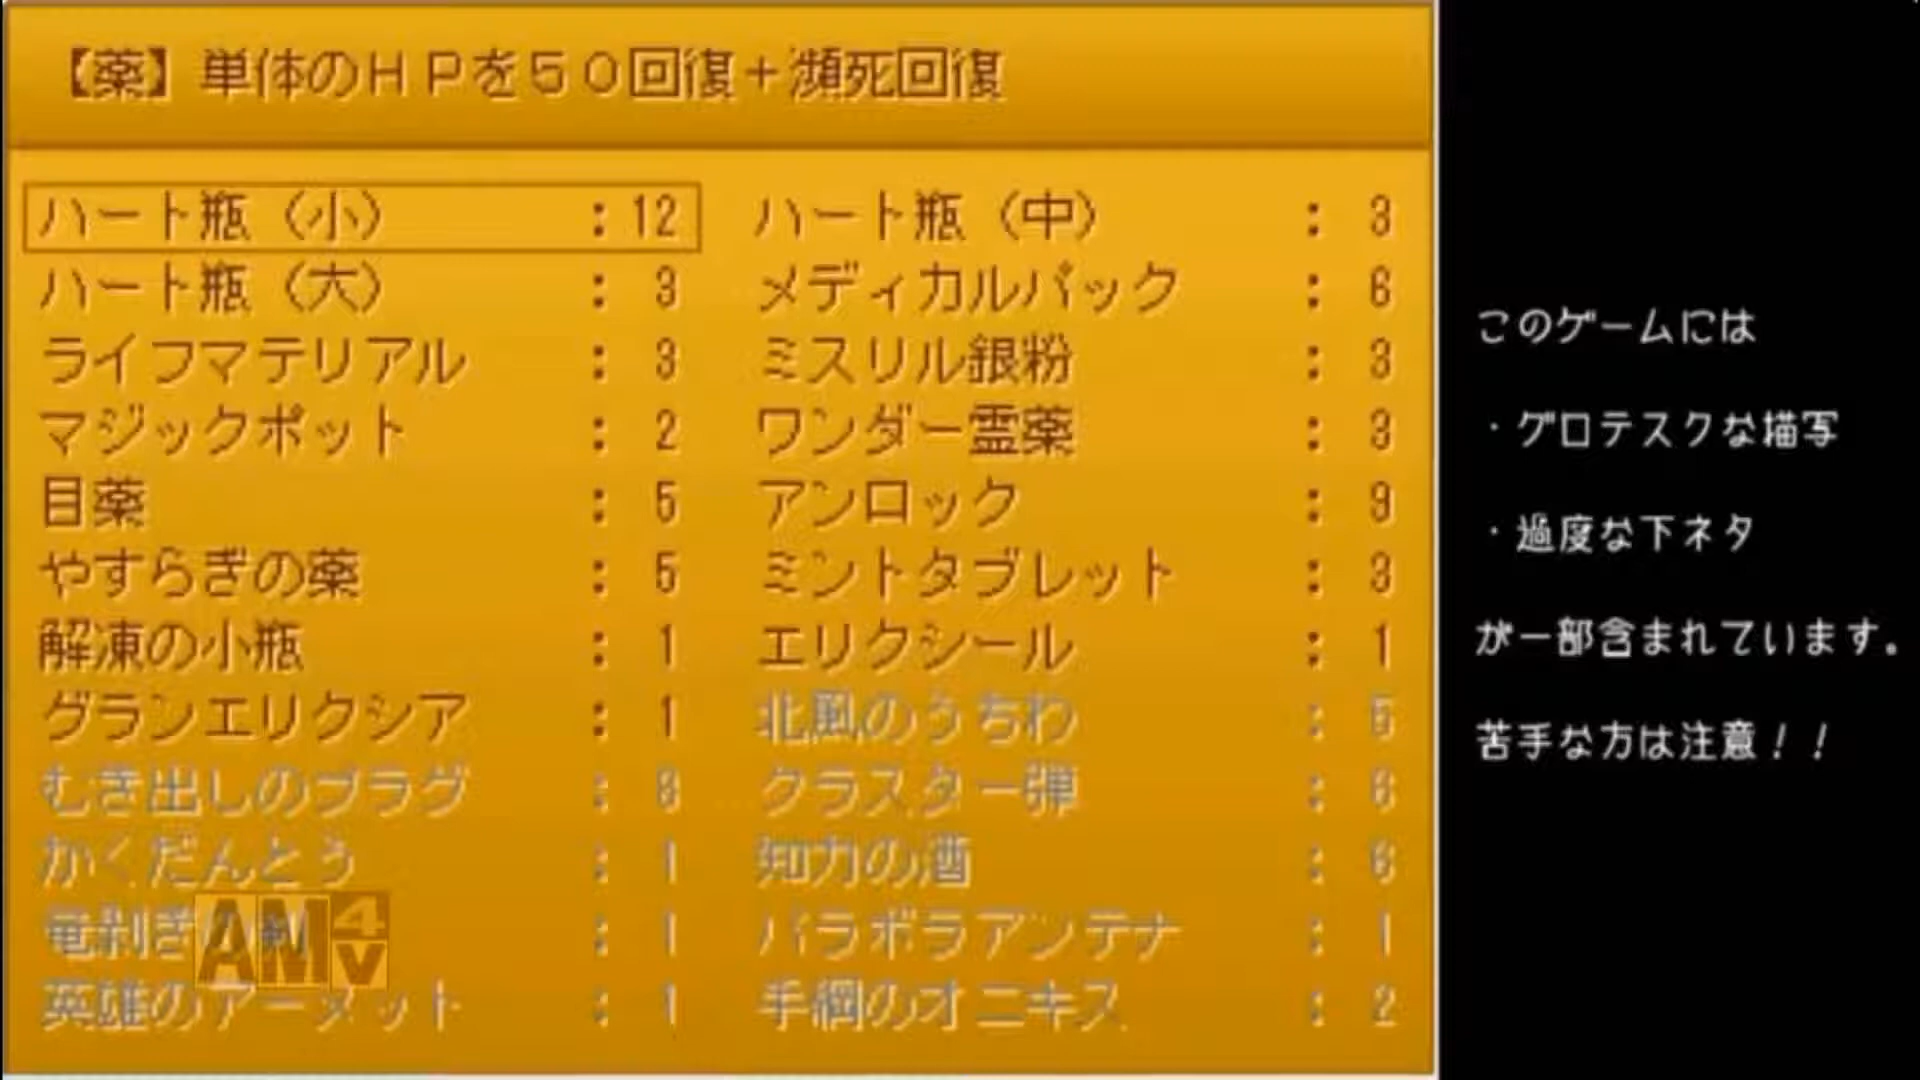 【薬】単体のＨＰを５０回復＋瀕死回復
ハート瓶（小） : 12 ハート瓶（中） : 3
ハート瓶（大） : 3 メディカルパック : 6
ライフマテリアル : 3 ミスリル銀粉 : 3
マジックポット : 2 ワンダー霊薬 : 3
目薬 : 5 アンロック : 9
やすらぎの薬 : 5 ミントタブレット : 3
解凍の小瓶 : 1 エリクシール : 1
グランエリクシア : 1 北風のうちわ : 5
むき出しのプラグ : 8 クラスター弾 : 6
かくだんとう : 1 知力の酒 : 6
竜剥ぎ : 1 パラボラアンテナ : 1
英雄のアーメット : 1 手綱のオニキス : 2
AM4v
このゲームには
・グロテスクな描写
・過度な下ネタ
が一部含まれています。
苦手な方は注意！！